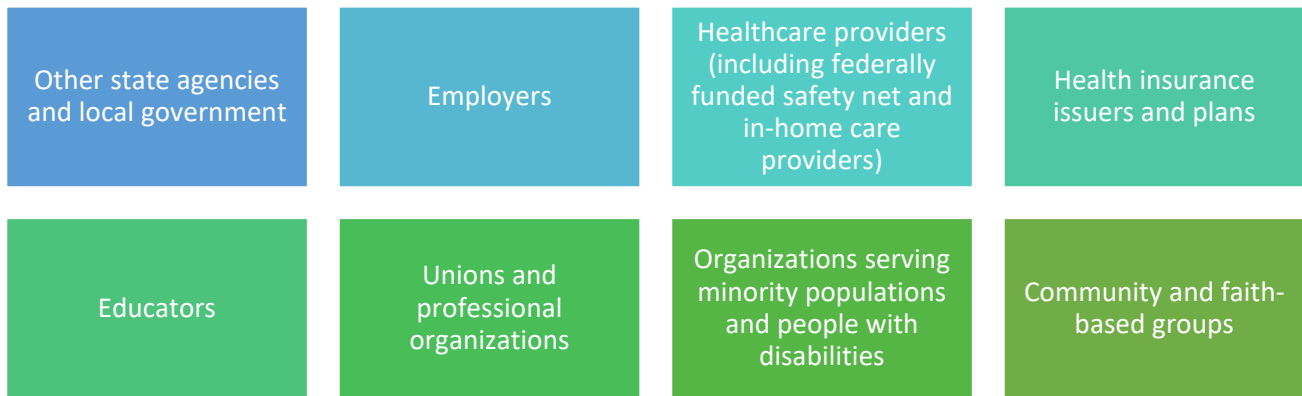 Other state agencies
and local government
Employers
Healthcare providers
(including federally
funded safety net and
in-home care
providers)
Health insurance
issuers and plans
Educators
Unions and
professional
organizations
Organizations serving
minority populations
and people with
disabilities
Community and faith-
based groups